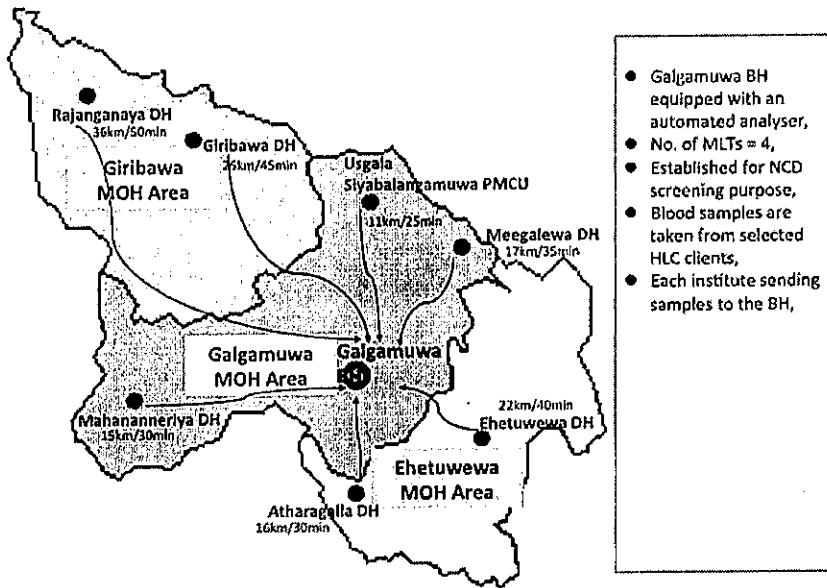 Rajanganaya DH
36km/50min
Giribawa DH
25km/45min
Giribawa
MOH Area
Usgala
Siyabalangamuwa PMCU
11km/25min
Meegalewa DH
17km/35min
Galgamuwa
MOH Area
Galgamuwa
BH
Mahananneriya DH
15km/30min
22km/40min
Ehetuwewa DH
Ehetuwewa
MOH Area
Atharagalla DH
16km/30min
● Galgamuwa BH
equipped with an
automated analyser,
● No. of MLTs = 4,
● Established for NCD
screening purpose,
● Blood samples are
taken from selected
HLC clients,
● Each institute sending
samples to the BH,